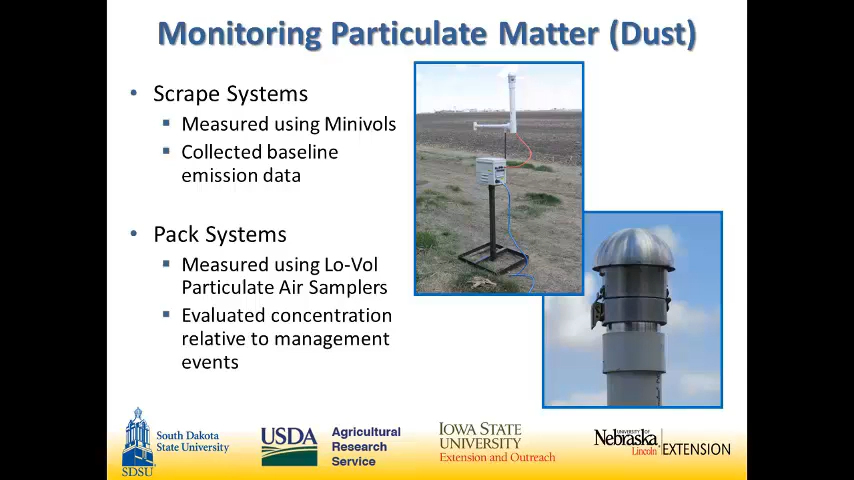 Monitoring Particulate Matter (Dust)
• Scrape Systems
▪ Measured using Minivols
▪ Collected baseline
emission data
• Pack Systems
▪ Measured using Lo-Vol
Particulate Air Samplers
▪ Evaluated concentration
relative to management
events
SDSU
South Dakota
State University
USDA
Agricultural
Research
Service
IOWA STATE
UNIVERSITY
Extension and Outreach
UNIVERSITY OF
Nebraska
Lincoln
EXTENSION